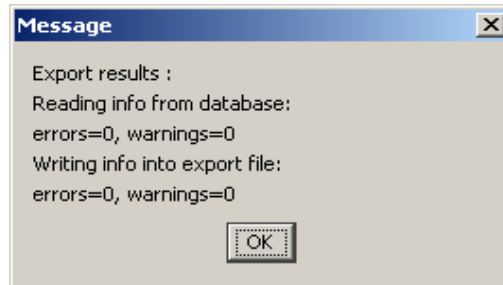 Message
Export results :
Reading info from database:
errors=0, warnings=0
Writing info into export file:
errors=0, warnings=0
OK